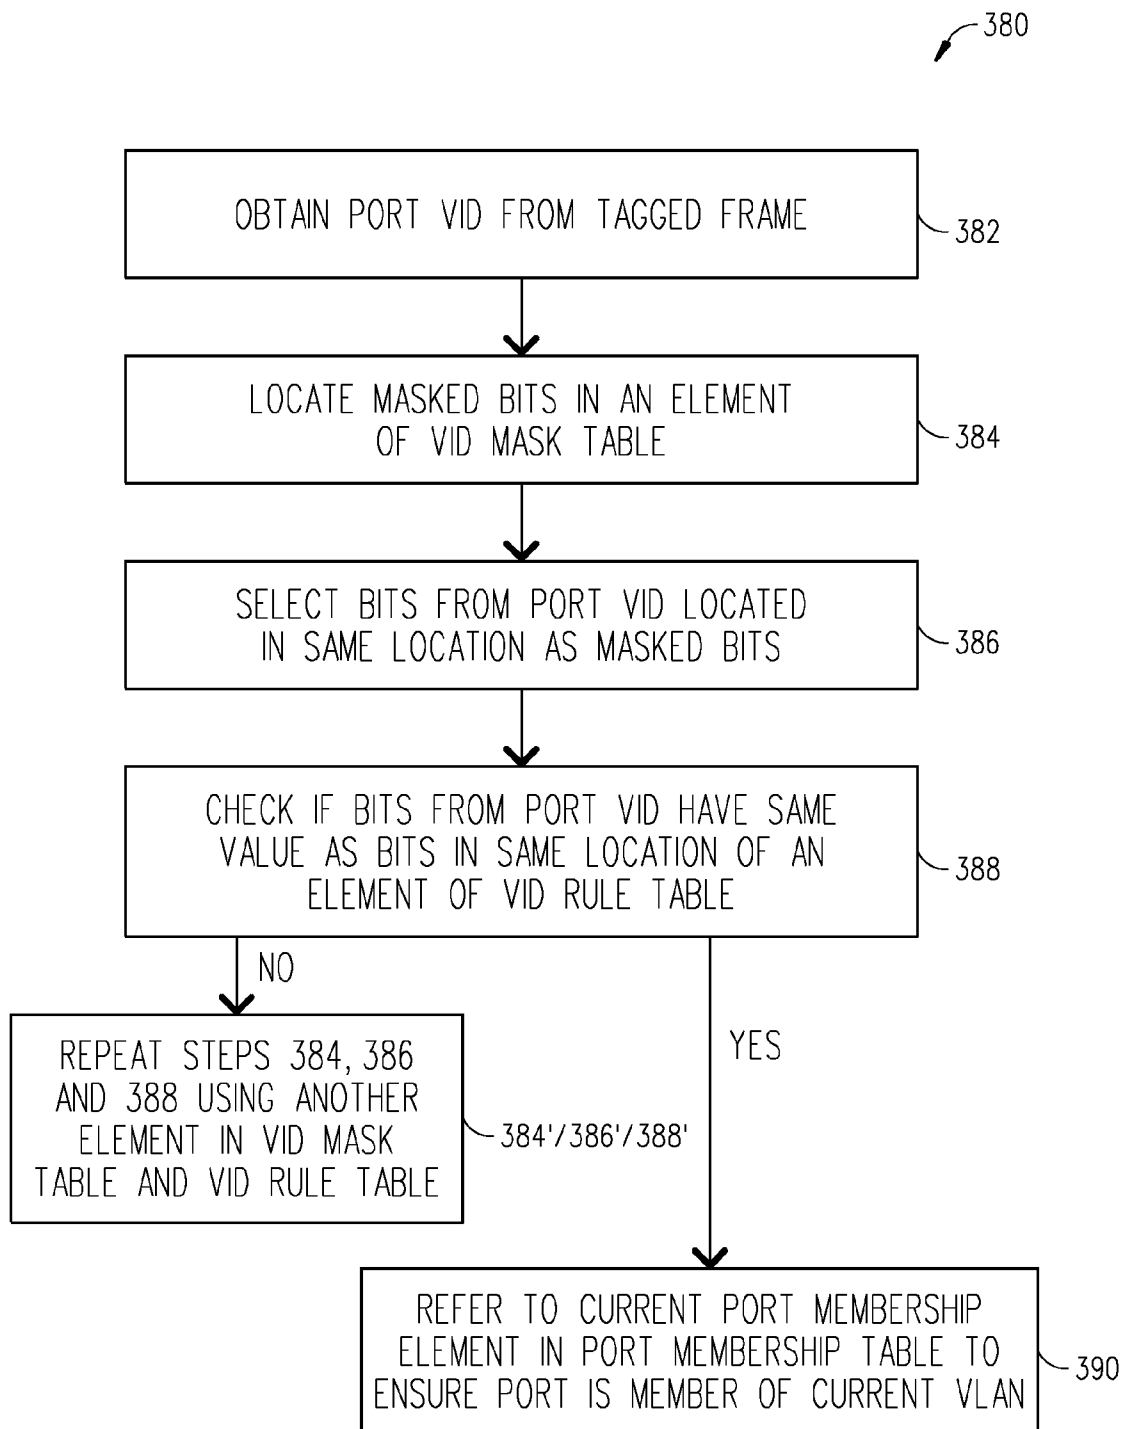 380
OBTAIN PORT VID FROM TAGGED FRAME
382
LOCATE MASKED BITS IN AN ELEMENT
OF VID MASK TABLE
384
SELECT BITS FROM PORT VID LOCATED
IN SAME LOCATION AS MASKED BITS
386
CHECK IF BITS FROM PORT VID HAVE SAME
VALUE AS BITS IN SAME LOCATION OF AN
ELEMENT OF VID RULE TABLE
388
NO
YES
REPEAT STEPS 384, 386
AND 388 USING ANOTHER
ELEMENT IN VID MASK
TABLE AND VID RULE TABLE
384'/386'/388'
REFER TO CURRENT PORT MEMBERSHIP
ELEMENT IN PORT MEMBERSHIP TABLE TO
ENSURE PORT IS MEMBER OF CURRENT VLAN
390